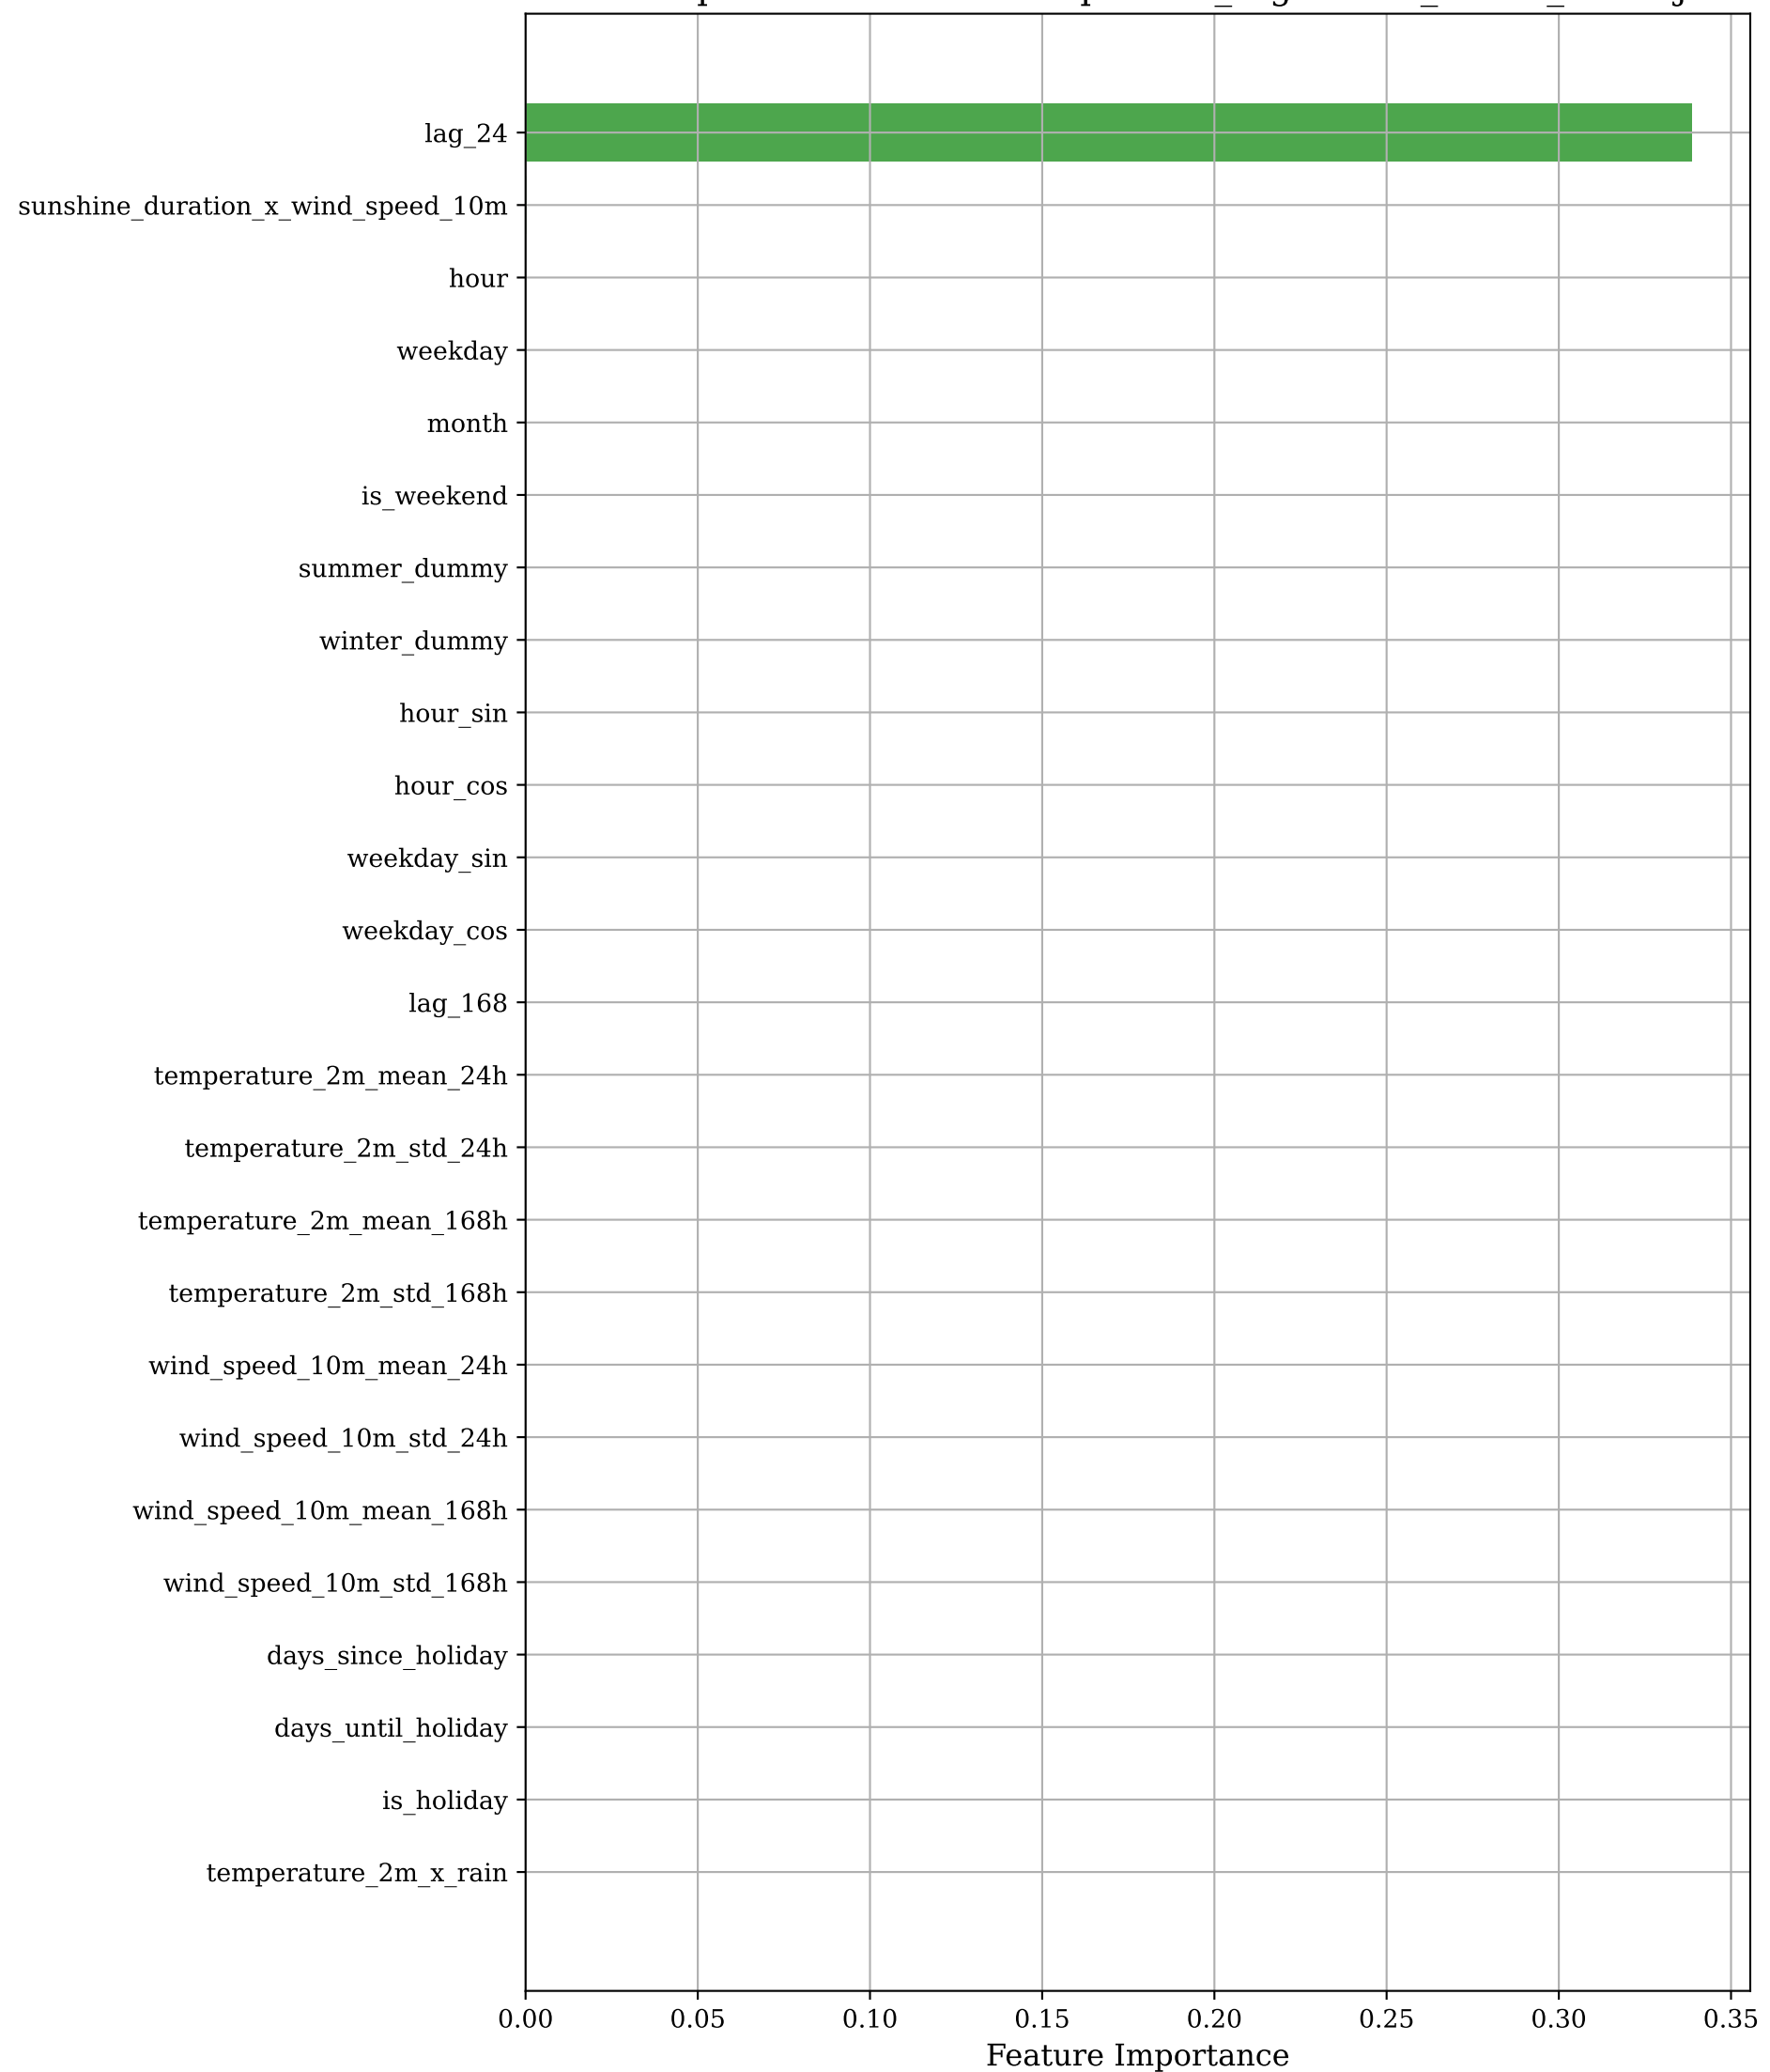 lag_24
sunshine_duration_x_wind_speed_10m
hour
weekday
month
is_weekend
summer_dummy
winter_dummy
hour_sin
hour_cos
weekday_sin
weekday_cos
lag_168
temperature_2m_mean_24h
temperature_2m_std_24h
temperature_2m_mean_168h
temperature_2m_std_168h
wind_speed_10m_mean_24h
wind_speed_10m_std_24h
wind_speed_10m_mean_168h
wind_speed_10m_std_168h
days_since_holiday
days_until_holiday
is_holiday
temperature_2m_x_rain
0.00 0.05 0.10 0.15 0.20 0.25 0.30 0.35
Feature Importance